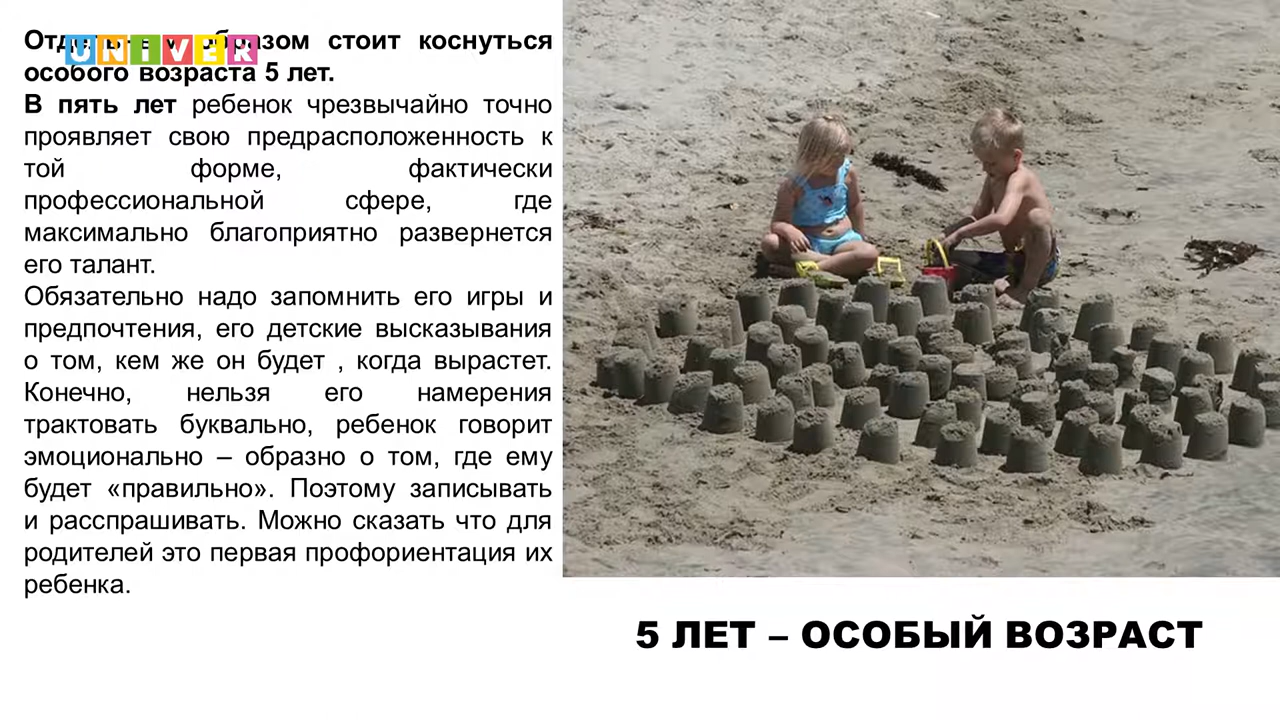 UNIVER
образом стоит коснуться
особого возраста 5 лет.
В пять лет ребенок чрезвычайно точно
проявляет свою предрасположенность к
той форме, фактически
профессиональной сфере, где
максимально благоприятно развернется
его талант.
Обязательно надо запомнить его игры и
предпочтения, его детские высказывания
о том, кем же он будет , когда вырастет.
Конечно, нельзя его намерения
трактовать буквально, ребенок говорит
эмоционально – образно о том, где ему
будет «правильно». Поэтому записывать
и расспрашивать. Можно сказать что для
родителей это первая профориентация их
ребенка.
5 ЛЕТ – ОСОБЫЙ ВОЗРАСТ